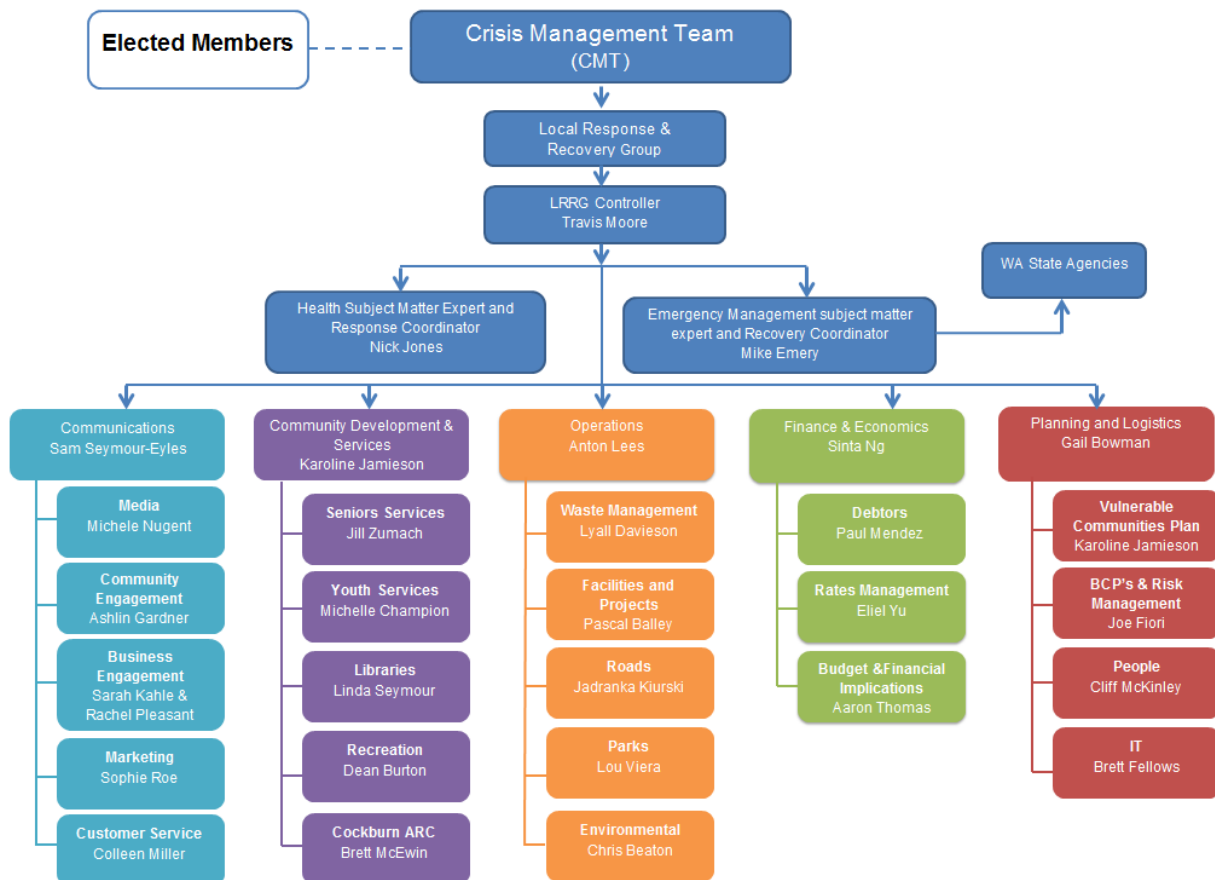 Elected Members
Crisis Management Team
(CMT)
Local Response &
Recovery Group
LRRG Controller
Travis Moore
WA State Agencies
Health Subject Matter Expert and
Response Coordinator
Nick Jones
Emergency Management subject matter
expert and Recovery Coordinator
Mike Emery
Communications
Sam Seymour-Eyles
Media
Michele Nugent
Community
Engagement
Ashlin Gardner
Business
Engagement
Sarah Kahle &
Rachel Pleasant
Marketing
Sophie Roe
Customer Service
Colleen Miller
Community Development &
Services
Karoline Jamieson
Seniors Services
Jill Zumach
Youth Services
Michelle Champion
Libraries
Linda Seymour
Recreation
Dean Burton
Cockburn ARC
Brett McEwin
Operations
Anton Lees
Waste Management
Lyall Davieson
Facilities and
Projects
Pascal Balley
Roads
Jadranka Kiurski
Parks
Lou Viera
Environmental
Chris Beaton
Finance & Economics
Sinta Ng
Debtors
Paul Mendez
Rates Management
Eliel Yu
Budget &Financial
Implications
Aaron Thomas
Planning and Logistics
Gail Bowman
Vulnerable
Communities Plan
Karoline Jamieson
BCP's & Risk
Management
Joe Fiori
People
Cliff McKinley
IT
Brett Fellows